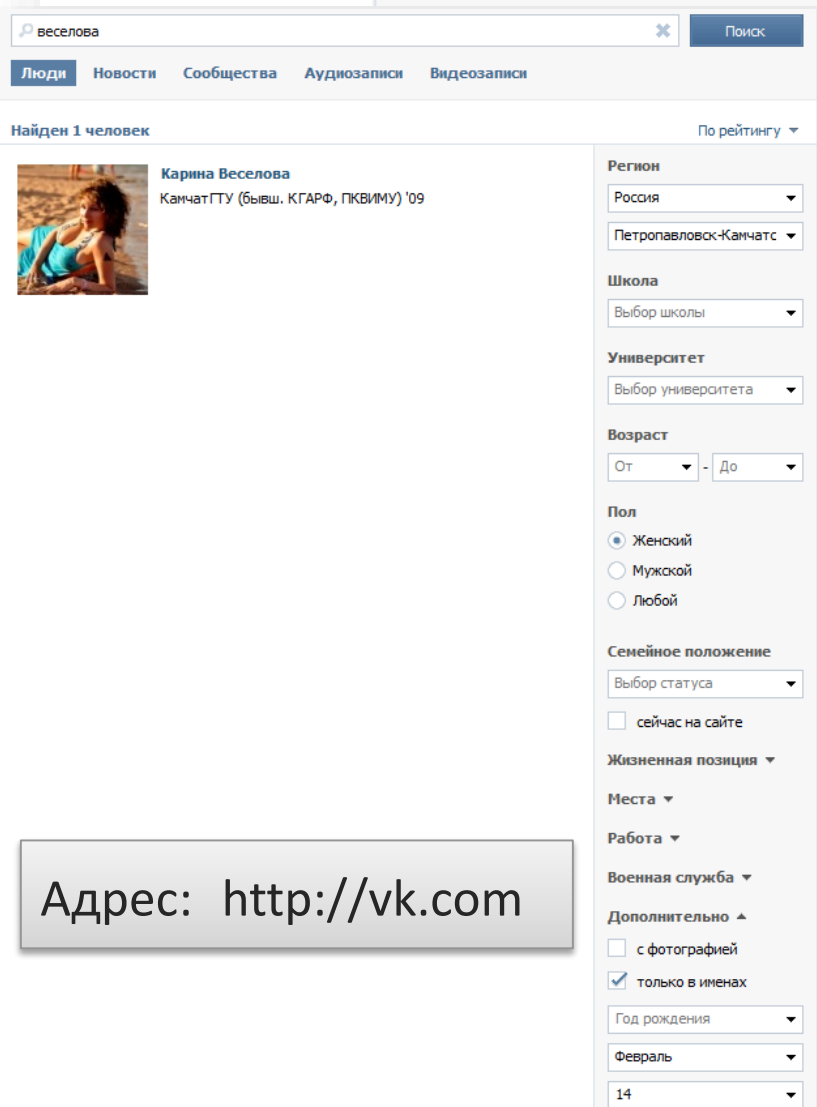 веселова
Поиск
Люди Новости Сообщества Аудиозаписи Видеозаписи
Найден 1 человек
По рейтингу
Карина Веселова
КамчатГТУ (бывш. КГАРФ, ПКВИМУ) '09
Регион
Россия
Петропавловск-Камчатс
Школа
Выбор школы
Университет
Выбор университета
Возраст
От - До
Пол
Женский
Мужской
Любой
Семейное положение
Выбор статуса
сейчас на сайте
Жизненная позиция
Места
Работа
Военная служба
Дополнительно
с фотографией
только в именах
Год рождения
Февраль
14
Адрес: http://vk.com